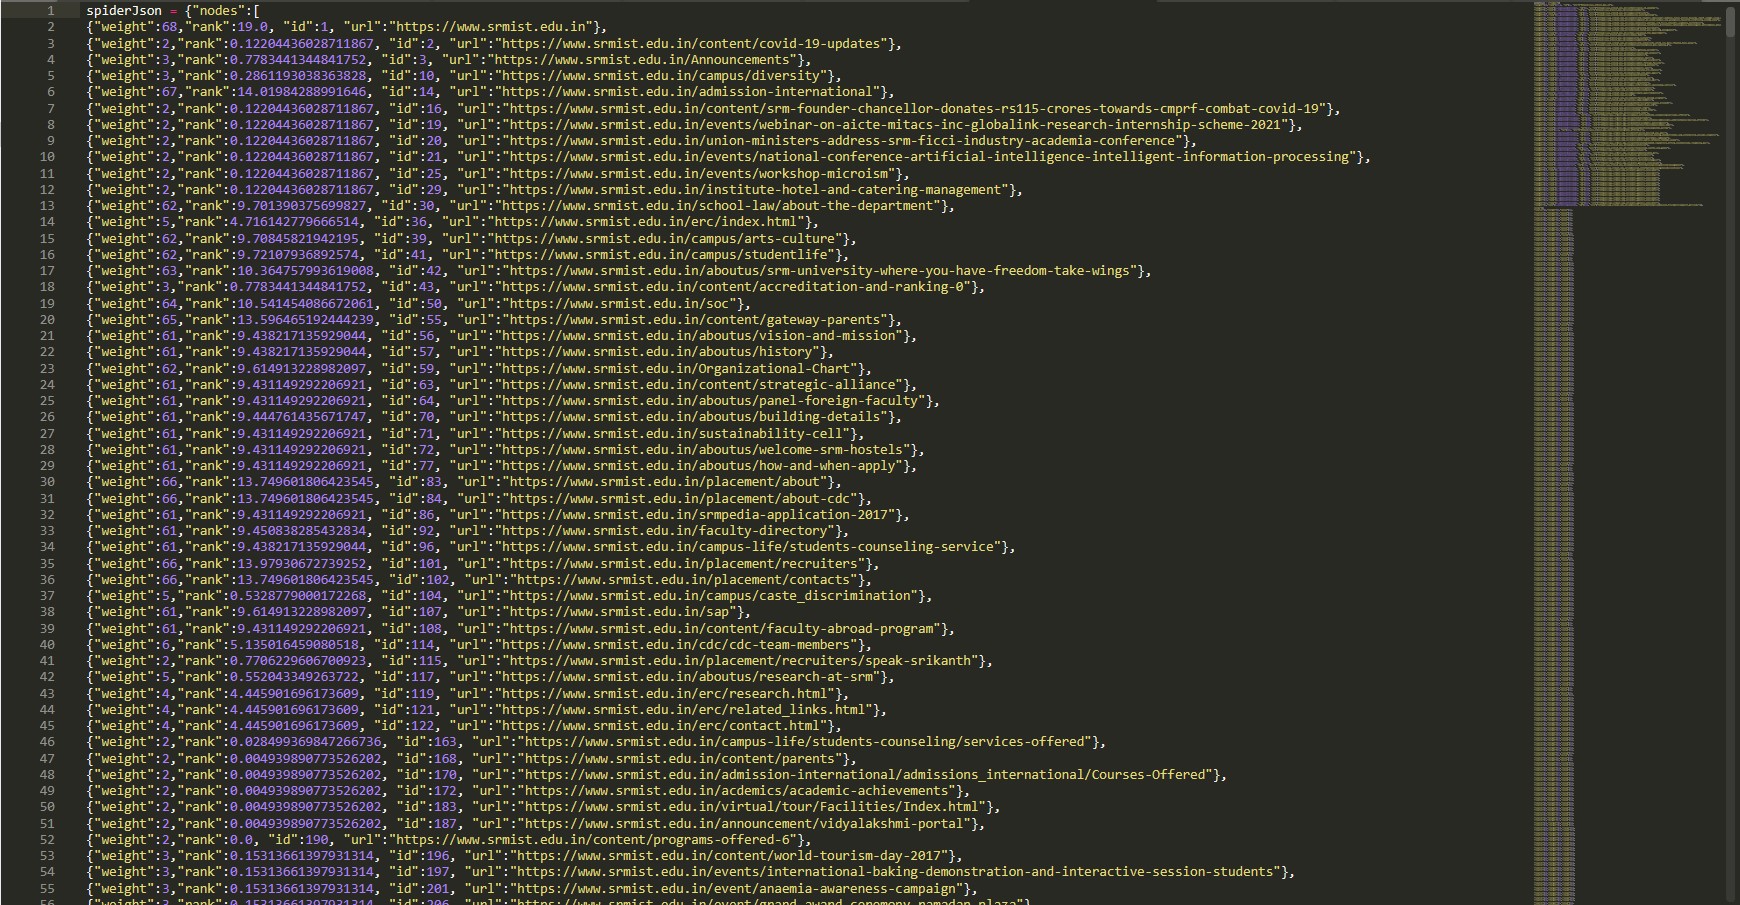 1 spiderJson = {"nodes":[
2 {"weight":68,"rank":19.0, "id":1, "url":"https://www.srmist.edu.in"},
3 {"weight":2,"rank":0.12204436028711867, "id":2, "url":"https://www.srmist.edu.in/content/covid-19-updates"},
4 {"weight":3,"rank":0.7783441344841752, "id":3, "url":"https://www.srmist.edu.in/Announcements"},
5 {"weight":3,"rank":0.2861193038363828, "id":10, "url":"https://www.srmist.edu.in/campus/diversity"},
6 {"weight":67,"rank":14.01984288991646, "id":14, "url":"https://www.srmist.edu.in/admission-international"},
7 {"weight":2,"rank":0.12204436028711867, "id":16, "url":"https://www.srmist.edu.in/content/srm-founder-chancellor-donates-rs115-crores-towards-cmprf-combat-covid-19"},
8 {"weight":2,"rank":0.12204436028711867, "id":19, "url":"https://www.srmist.edu.in/events/webinar-on-aicte-mitacs-inc-globalink-research-internship-scheme-2021"},
9 {"weight":2,"rank":0.12204436028711867, "id":20, "url":"https://www.srmist.edu.in/union-ministers-address-srm-ficci-industry-academia-conference"},
10 {"weight":2,"rank":0.12204436028711867, "id":21, "url":"https://www.srmist.edu.in/events/national-conference-artificial-intelligence-intelligent-information-processing"},
11 {"weight":2,"rank":0.12204436028711867, "id":25, "url":"https://www.srmist.edu.in/events/workshop-microism"},
12 {"weight":2,"rank":0.12204436028711867, "id":29, "url":"https://www.srmist.edu.in/institute-hotel-and-catering-management"},
13 {"weight":62,"rank":9.701390375699827, "id":30, "url":"https://www.srmist.edu.in/school-law/about-the-department"},
14 {"weight":5,"rank":4.716142779666514, "id":36, "url":"https://www.srmist.edu.in/erc/index.html"},
15 {"weight":62,"rank":9.70845821942195, "id":39, "url":"https://www.srmist.edu.in/campus/arts-culture"},
16 {"weight":62,"rank":9.72107936892574, "id":41, "url":"https://www.srmist.edu.in/campus/studentlife"},
17 {"weight":63,"rank":10.364757993619008, "id":42, "url":"https://www.srmist.edu.in/aboutus/srm-university-where-you-have-freedom-take-wings"},
18 {"weight":3,"rank":0.7783441344841752, "id":43, "url":"https://www.srmist.edu.in/content/accreditation-and-ranking-0"},
19 {"weight":64,"rank":10.541454086672061, "id":50, "url":"https://www.srmist.edu.in/soc"},
20 {"weight":65,"rank":13.596465192444239, "id":55, "url":"https://www.srmist.edu.in/content/gateway-parents"},
21 {"weight":61,"rank":9.438217135929044, "id":56, "url":"https://www.srmist.edu.in/aboutus/vision-and-mission"},
22 {"weight":61,"rank":9.438217135929044, "id":57, "url":"https://www.srmist.edu.in/aboutus/history"},
23 {"weight":62,"rank":9.614913228982097, "id":59, "url":"https://www.srmist.edu.in/Organizational-Chart"},
24 {"weight":61,"rank":9.431149292206921, "id":63, "url":"https://www.srmist.edu.in/content/strategic-alliance"},
25 {"weight":61,"rank":9.431149292206921, "id":64, "url":"https://www.srmist.edu.in/aboutus/panel-foreign-faculty"},
26 {"weight":61,"rank":9.444761435671747, "id":70, "url":"https://www.srmist.edu.in/aboutus/building-details"},
27 {"weight":61,"rank":9.431149292206921, "id":71, "url":"https://www.srmist.edu.in/sustainability-cell"},
28 {"weight":61,"rank":9.431149292206921, "id":72, "url":"https://www.srmist.edu.in/aboutus/welcome-srm-hostels"},
29 {"weight":61,"rank":9.431149292206921, "id":77, "url":"https://www.srmist.edu.in/aboutus/how-and-when-apply"},
30 {"weight":66,"rank":13.749601806423545, "id":83, "url":"https://www.srmist.edu.in/placement/about"},
31 {"weight":66,"rank":13.749601806423545, "id":84, "url":"https://www.srmist.edu.in/placement/about-cdc"},
32 {"weight":61,"rank":9.431149292206921, "id":86, "url":"https://www.srmist.edu.in/srmpedia-application-2017"},
33 {"weight":61,"rank":9.450838285432834, "id":92, "url":"https://www.srmist.edu.in/faculty-directory"},
34 {"weight":61,"rank":9.438217135929044, "id":96, "url":"https://www.srmist.edu.in/campus-life/students-counseling-service"},
35 {"weight":66,"rank":13.97930672739252, "id":101, "url":"https://www.srmist.edu.in/placement/recruiters"},
36 {"weight":66,"rank":13.749601806423545, "id":102, "url":"https://www.srmist.edu.in/placement/contacts"},
37 {"weight":5,"rank":0.5328779000172268, "id":104, "url":"https://www.srmist.edu.in/campus/caste_discrimination"},
38 {"weight":61,"rank":9.614913228982097, "id":107, "url":"https://www.srmist.edu.in/sap"},
39 {"weight":61,"rank":9.431149292206921, "id":108, "url":"https://www.srmist.edu.in/content/faculty-abroad-program"},
40 {"weight":6,"rank":5.135016459080518, "id":114, "url":"https://www.srmist.edu.in/cdc/cdc-team-members"},
41 {"weight":2,"rank":0.7706229606700923, "id":115, "url":"https://www.srmist.edu.in/placement/recruiters/speak-srikanth"},
42 {"weight":5,"rank":0.552043349263722, "id":117, "url":"https://www.srmist.edu.in/aboutus/research-at-srm"},
43 {"weight":4,"rank":4.445901696173609, "id":119, "url":"https://www.srmist.edu.in/erc/research.html"},
44 {"weight":4,"rank":4.445901696173609, "id":121, "url":"https://www.srmist.edu.in/erc/related_links.html"},
45 {"weight":4,"rank":4.445901696173609, "id":122, "url":"https://www.srmist.edu.in/erc/contact.html"},
46 {"weight":2,"rank":0.028499369847266736, "id":163, "url":"https://www.srmist.edu.in/campus-life/students-counseling/services-offered"},
47 {"weight":2,"rank":0.004939890773526202, "id":168, "url":"https://www.srmist.edu.in/content/parents"},
48 {"weight":2,"rank":0.004939890773526202, "id":170, "url":"https://www.srmist.edu.in/admission-international/admissions_international/Courses-Offered"},
49 {"weight":2,"rank":0.004939890773526202, "id":172, "url":"https://www.srmist.edu.in/acdemics/academic-achievements"},
50 {"weight":2,"rank":0.004939890773526202, "id":183, "url":"https://www.srmist.edu.in/virtual/tour/Facilities/Index.html"},
51 {"weight":2,"rank":0.004939890773526202, "id":187, "url":"https://www.srmist.edu.in/announcement/vidyalakshmi-portal"},
52 {"weight":2,"rank":0.0, "id":190, "url":"https://www.srmist.edu.in/content/programs-offered-6"},
53 {"weight":3,"rank":0.15313661397931314, "id":196, "url":"https://www.srmist.edu.in/content/world-tourism-day-2017"},
54 {"weight":3,"rank":0.15313661397931314, "id":197, "url":"https://www.srmist.edu.in/events/international-baking-demonstration-and-interactive-session-students"},
55 {"weight":3,"rank":0.15313661397931314, "id":201, "url":"https://www.srmist.edu.in/event/anaemia-awareness-campaign"},